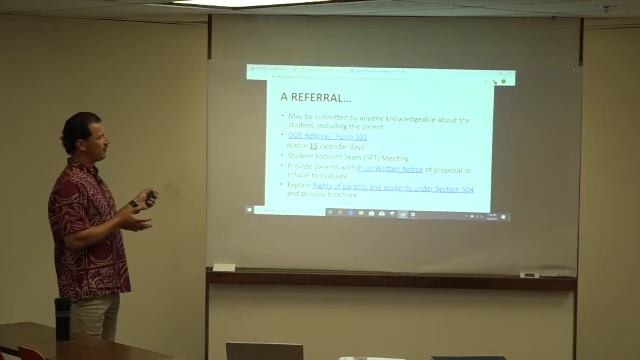 A REFERRAL...
• May be submitted by anyone knowledgeable about the
student, including the parent.
• DOE Referral - Form 101
Within 15 calendar days
• Student Focused Team (SFT) Meeting
• Provide parents with Prior Written Notice of proposal or
refusal to evaluate
• Explain Rights of parents and students under Section 504
and provide brochure